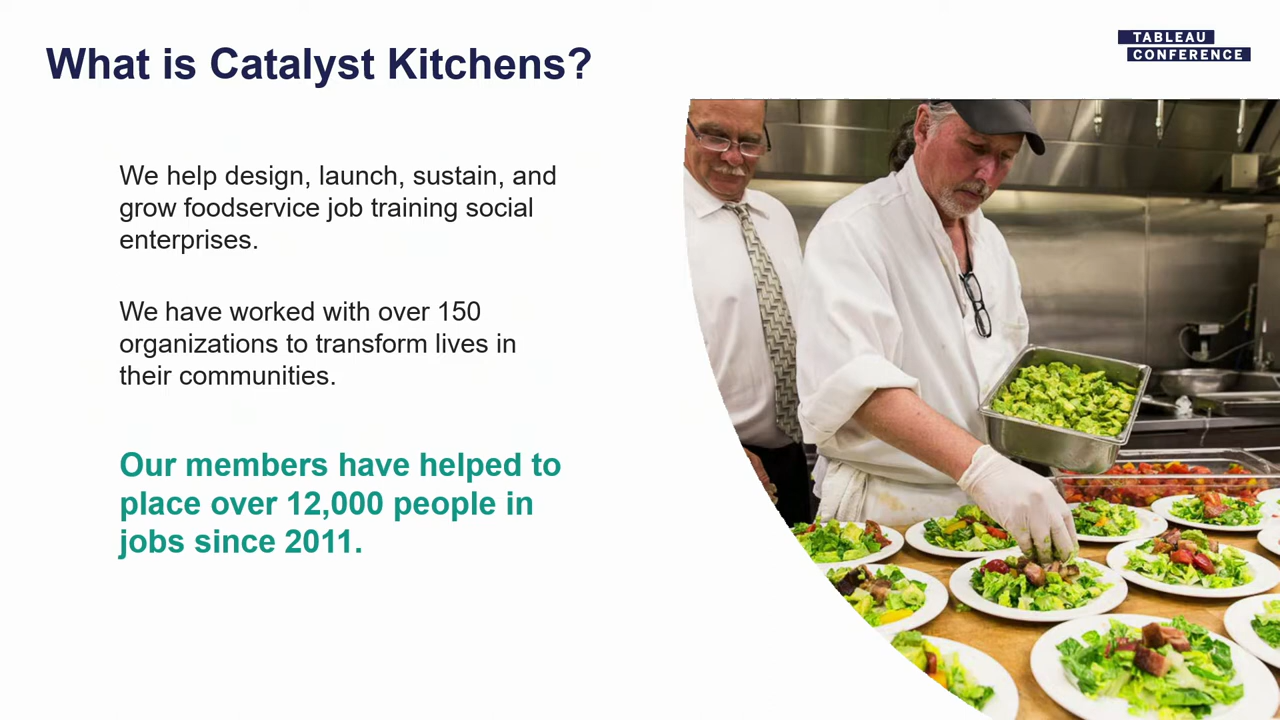 What is Catalyst Kitchens?
TABLEAU
CONFERENCE
We help design, launch, sustain, and
grow foodservice job training social
enterprises.
We have worked with over 150
organizations to transform lives in
their communities.
Our members have helped to
place over 12,000 people in
jobs since 2011.